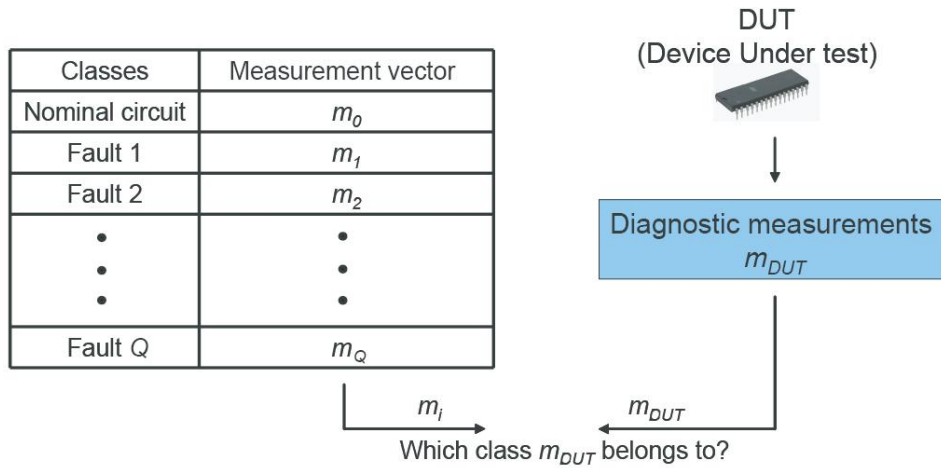 DUT
(Device Under test)
Classes Measurement vector
Nominal circuit m0
Fault 1 m1
Fault 2 m2
Fault Q mQ
Diagnostic measurements
mDUT
mi
mDUT
Which class mDUT belongs to?